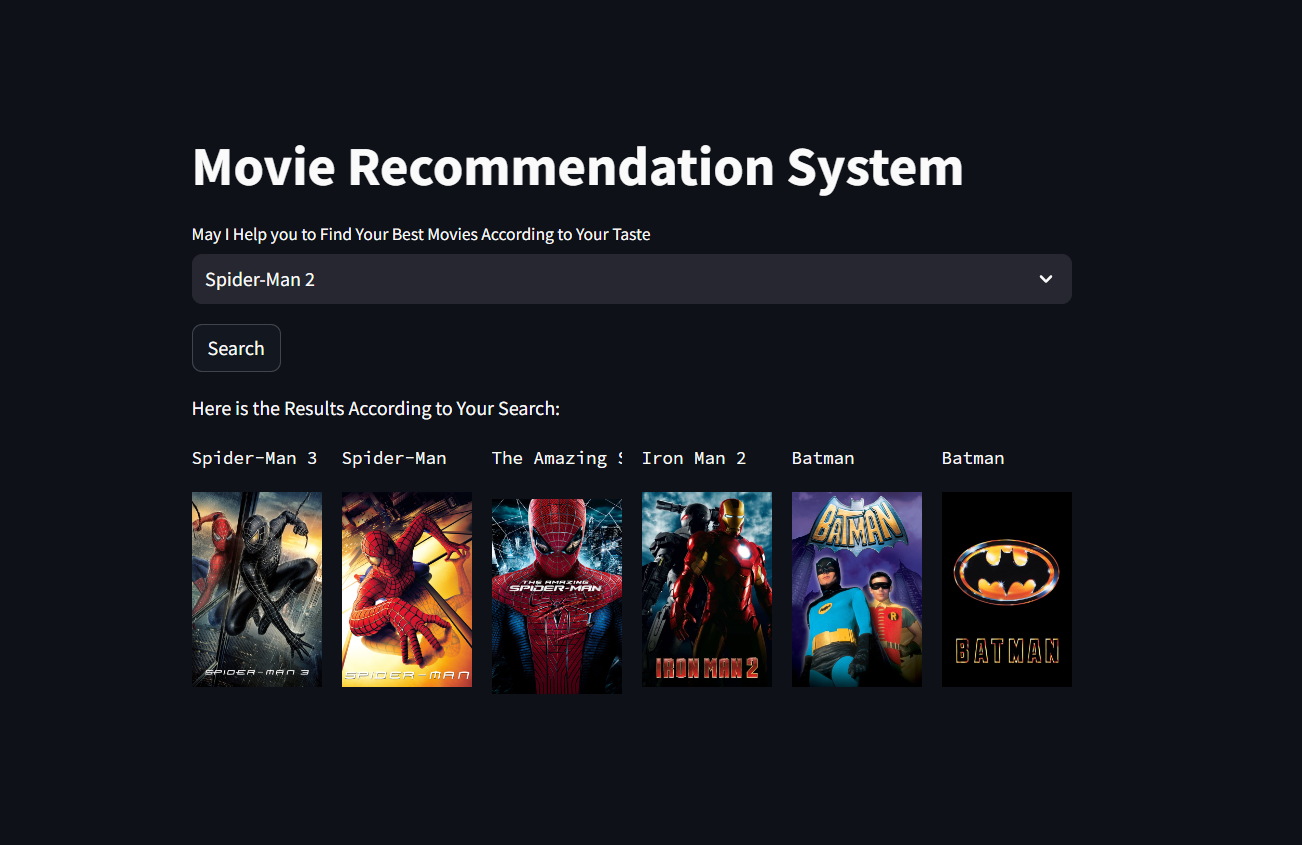 Movie Recommendation System
May I Help you to Find Your Best Movies According to Your Taste
Spider-Man 2
Search
Here is the Results According to Your Search:
Spider-Man 3 Spider-Man The Amazing S Iron Man 2 Batman Batman
BATMAN
R
THE AMAZING
SPIDER-MAN
BATMAN
SPIDER-MAN 3 SPIDER-MAN IRON MAN 2